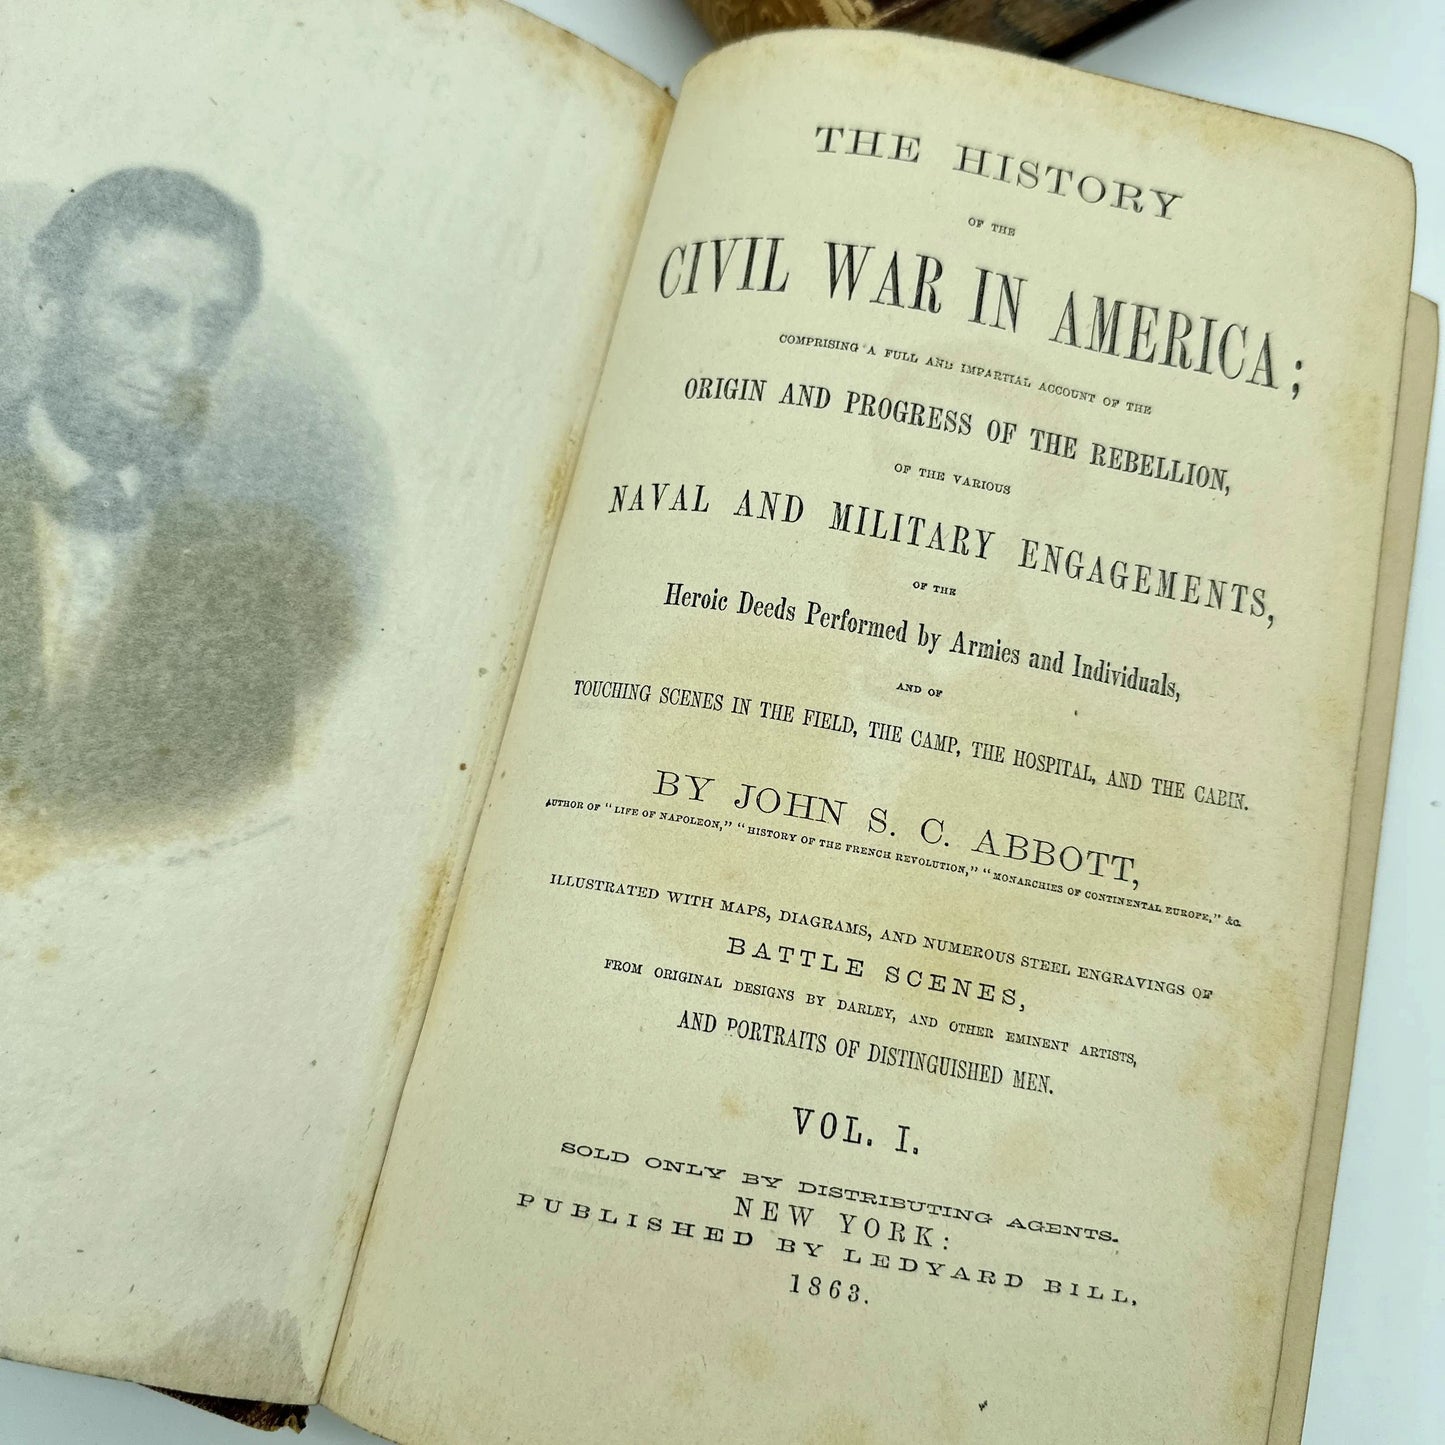 THE HISTORY
OF THE
CIVIL WAR IN AMERICA;
COMPRISING A FULL AND IMPARTIAL ACCOUNT OF THE
ORIGIN AND PROGRESS OF THE REBELLION,
OF THE VARIOUS
NAVAL AND MILITARY ENGAGEMENTS,
OF THE
Heroic Deeds Performed by Armies and Individuals,
AND OF
TOUCHING SCENES IN THE FIELD, THE CAMP, THE HOSPITAL, AND THE CABIN.
BY JOHN S. C. ABBOTT,
AUTHOR OF "LIFE OF NAPOLEON," "HISTORY OF THE FRENCH REVOLUTION," "MONARCHIES OF CONTINENTAL EUROPE," &c.
ILLUSTRATED WITH MAPS, DIAGRAMS, AND NUMEROUS STEEL ENGRAVINGS OF
BATTLE SCENES,
FROM ORIGINAL DESIGNS BY DARLEY, AND OTHER EMINENT ARTISTS,
AND PORTRAITS OF DISTINGUISHED MEN.
VOL. I.
SOLD ONLY BY DISTRIBUTING AGENTS.
NEW YORK:
PUBLISHED BY LEDYARD BILL,
1863.